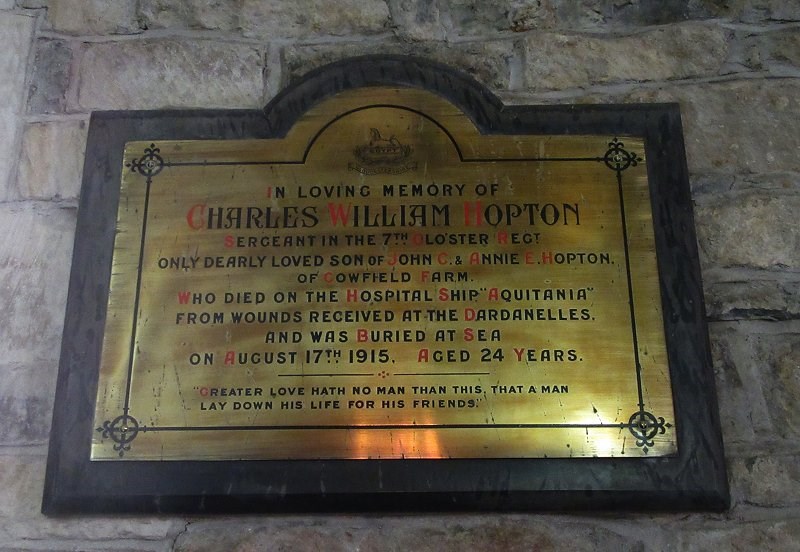 IN LOVING MEMORY OF
CHARLES WILLIAM HOPTON
SERGEANT IN THE 7TH GLO'STER REGT
ONLY DEARLY LOVED SON OF JOHN C. & ANNIE E. HOPTON,
OF COWFIELD FARM.
WHO DIED ON THE HOSPITAL SHIP "AQUITANIA"
FROM WOUNDS RECEIVED AT THE DARDANELLES,
AND WAS BURIED AT SEA
ON AUGUST 17TH 1915, AGED 24 YEARS.
"GREATER LOVE HATH NO MAN THAN THIS, THAT A MAN
LAY DOWN HIS LIFE FOR HIS FRIENDS."